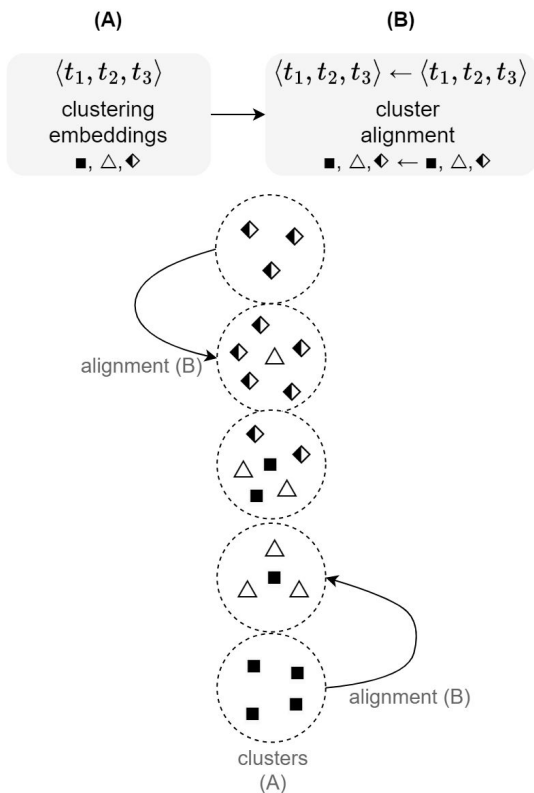 (A)
(B)
⟨t₁, t₂, t₃⟩
clustering
embeddings
■, △, ⬖
⟨t₁, t₂, t₃⟩ ← ⟨t₁, t₂, t₃⟩
cluster
alignment
■, △, ⬖ ← ■, △, ⬖
alignment (B)
alignment (B)
clusters
(A)